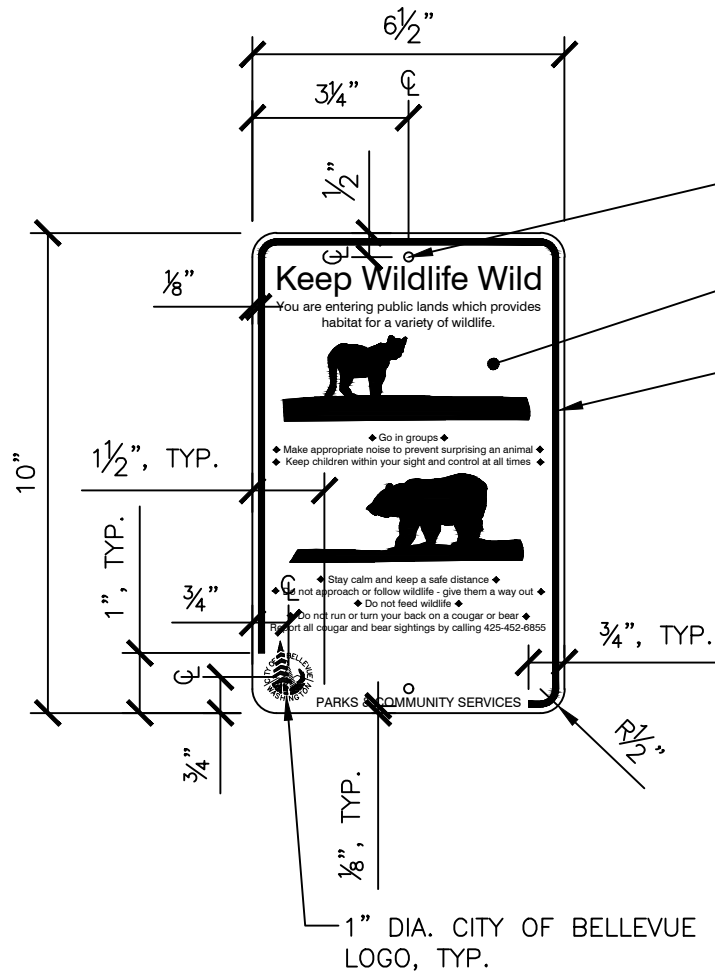 6½"
3¼"
℄
½"
℄
Keep Wildlife Wild
⅛"
You are entering public lands which provides
habitat for a variety of wildlife.
◆ Go in groups ◆
◆ Make appropriate noise to prevent surprising an animal ◆
◆ Keep children within your sight and control at all times ◆
10"
1½", TYP.
1", TYP.
¾"
℄
◆ Stay calm and keep a safe distance ◆
◆ Do not approach or follow wildlife - give them a way out ◆
◆ Do not feed wildlife ◆
◆ Do not run or turn your back on a cougar or bear ◆
Report all cougar and bear sightings by calling 425-452-6855
¾", TYP.
℄
CITY OF BELLEVUE
WASHINGTON
PARKS & COMMUNITY SERVICES
R½"
¾"
⅛", TYP.
1" DIA. CITY OF BELLEVUE
LOGO, TYP.